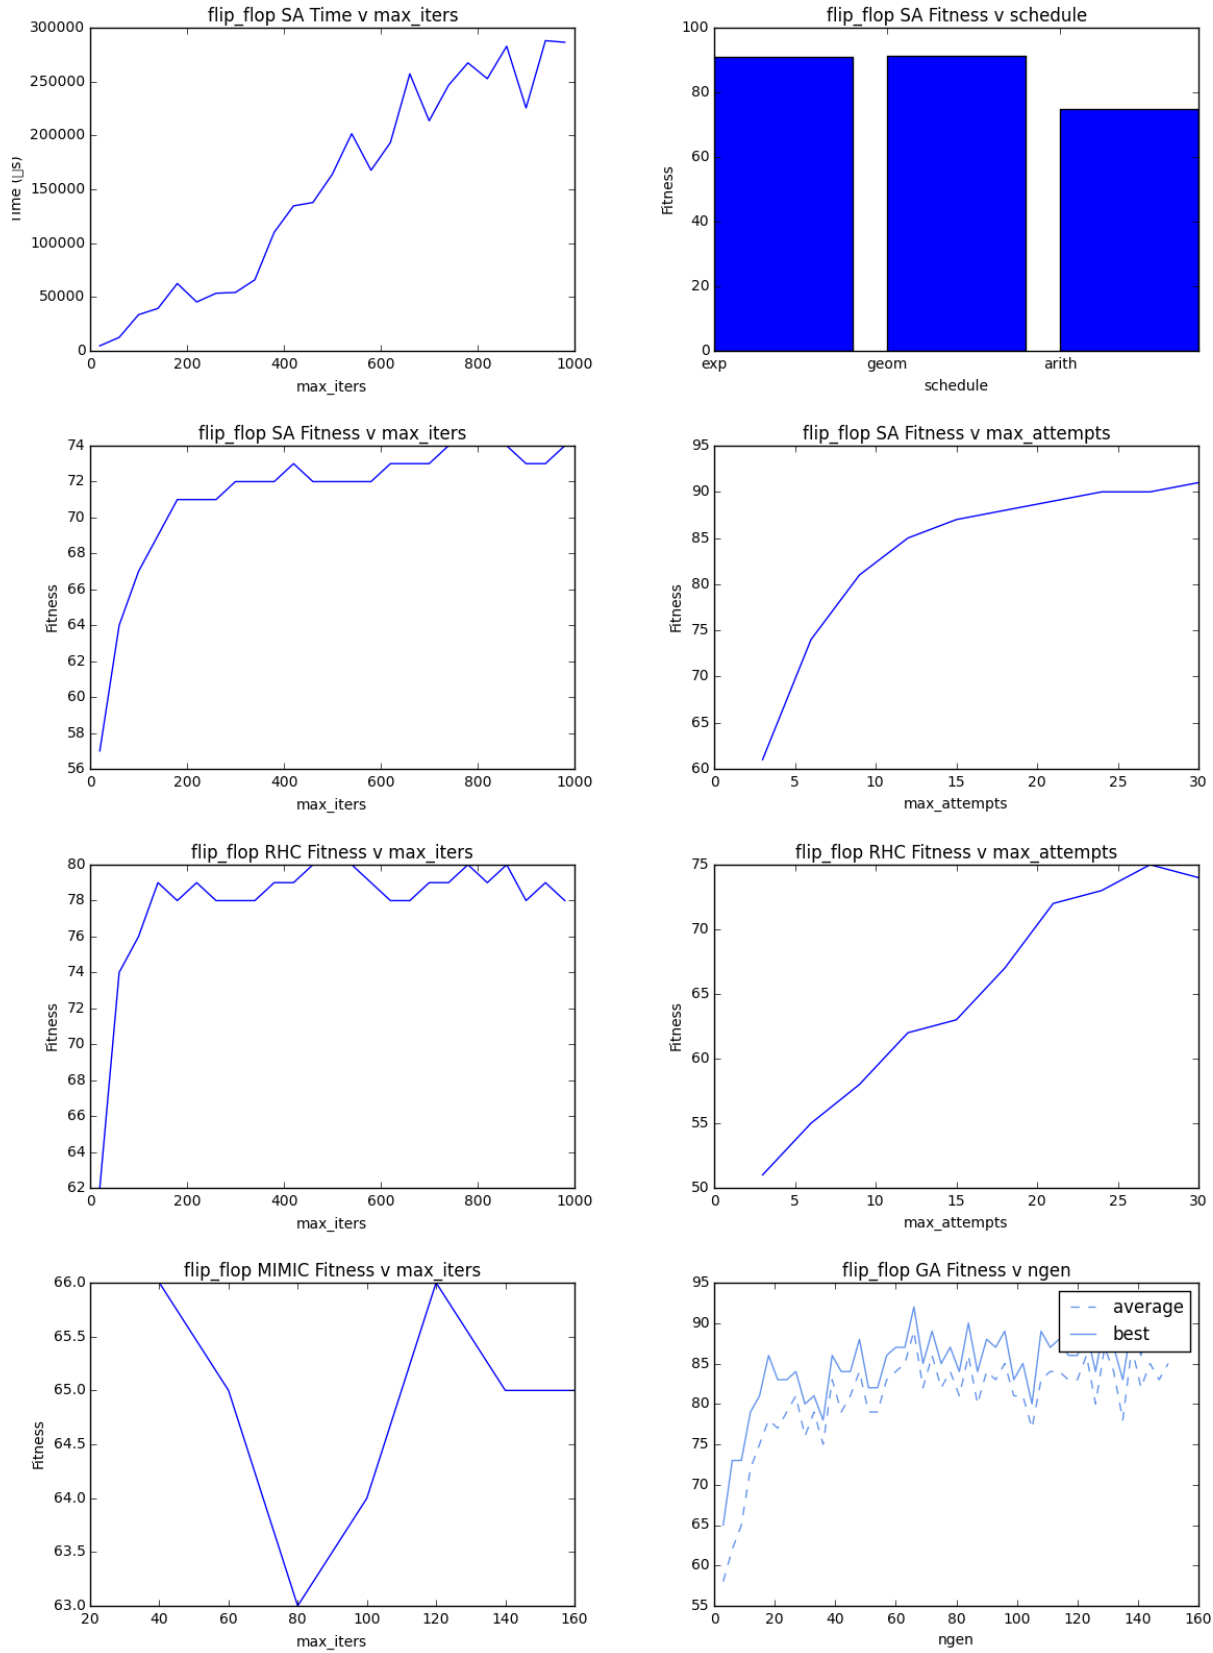 flip_flop SA Time v max_iters
300000
250000
200000
150000
100000
50000
0
(▯s)
0 200 400 600 800 1000
max_iters
flip_flop SA Fitness v schedule
100
80
60
40
20
0
Fitness
exp geom arith
schedule
flip_flop SA Fitness v max_iters
74
72
70
68
66
64
62
60
58
56
Fitness
0 200 400 600 800 1000
max_iters
flip_flop SA Fitness v max_attempts
95
90
85
80
75
70
65
60
Fitness
0 5 10 15 20 25 30
max_attempts
flip_flop RHC Fitness v max_iters
80
78
76
74
72
70
68
66
64
62
Fitness
0 200 400 600 800 1000
max_iters
flip_flop RHC Fitness v max_attempts
75
70
65
60
55
50
Fitness
0 5 10 15 20 25 30
max_attempts
flip_flop MIMIC Fitness v max_iters
66.0
65.5
65.0
64.5
64.0
63.5
63.0
Fitness
20 40 60 80 100 120 140 160
max_iters
flip_flop GA Fitness v ngen
95
90
85
80
75
70
65
60
55
Fitness
average
best
0 20 40 60 80 100 120 140 160
ngen